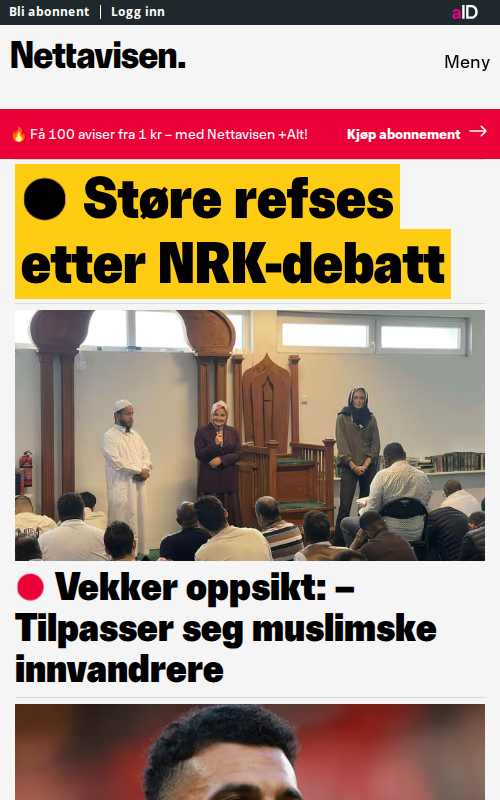 Bli abonnent | Logg inn
aID
Nettavisen.
Meny
🔥 Få 100 aviser fra 1 kr – med Nettavisen +Alt!
Kjøp abonnement →
Støre refses
etter NRK-debatt
Vekker oppsikt: –
Tilpasser seg muslimske
innvandrere